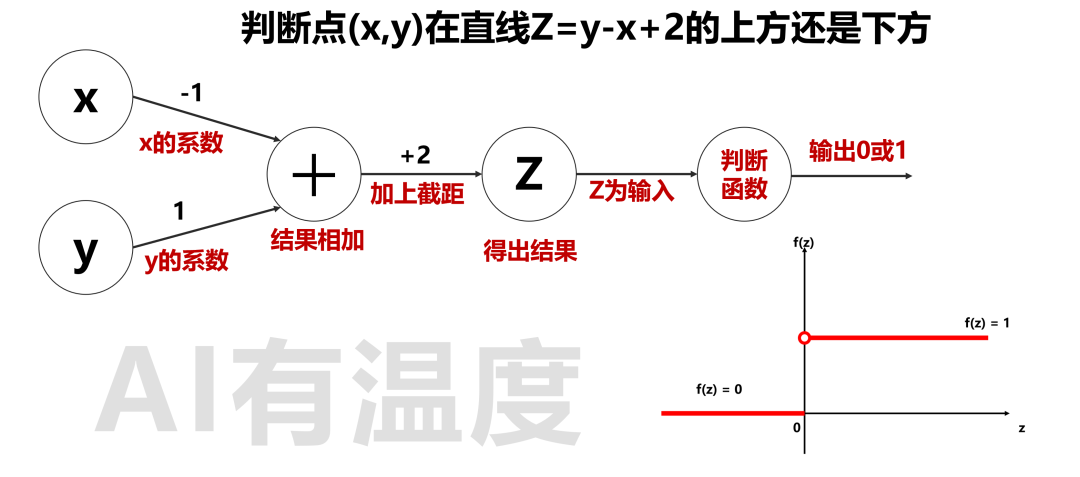 判断点(x,y)在直线Z=y-x+2的上方还是下方
x
-1
x的系数
y
1
y的系数
+
结果相加
+2
加上截距
Z
得出结果
Z为输入
判断
函数
输出0或1
f(z)
f(z) = 1
f(z) = 0
0
z
AI有温度